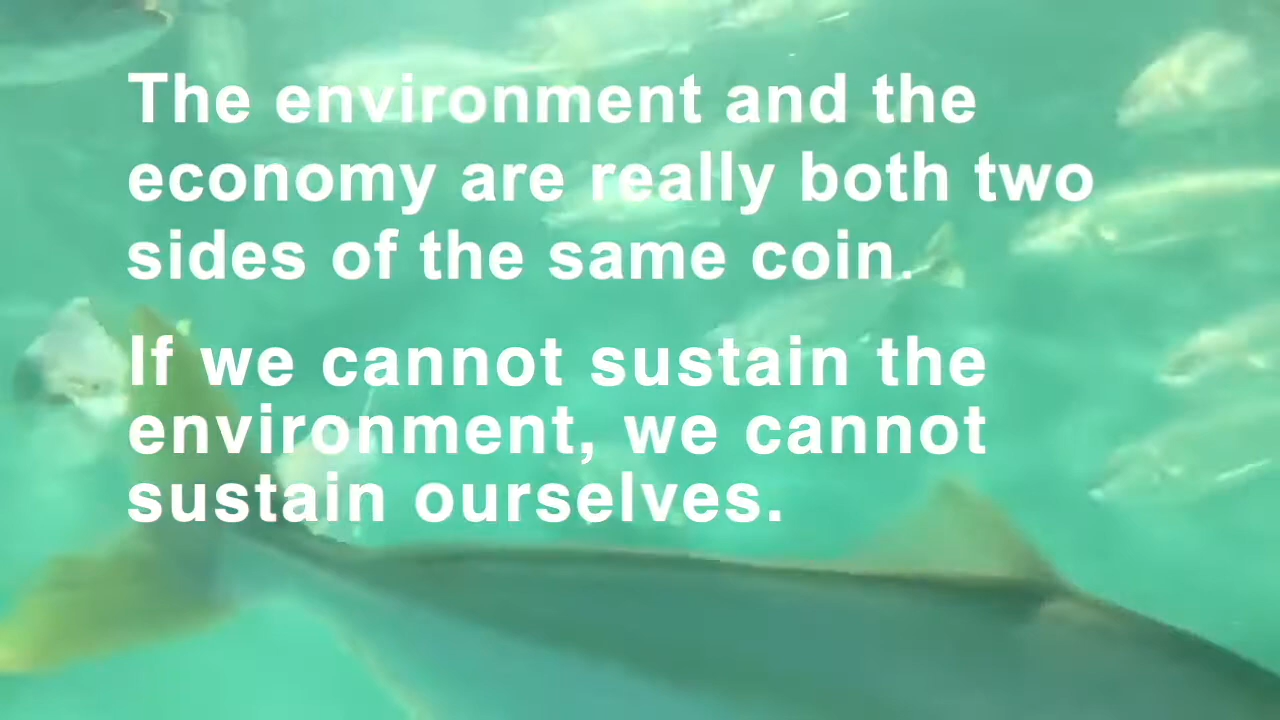 The environment and the
economy are really both two
sides of the same coin.
If we cannot sustain the
environment, we cannot
sustain ourselves.